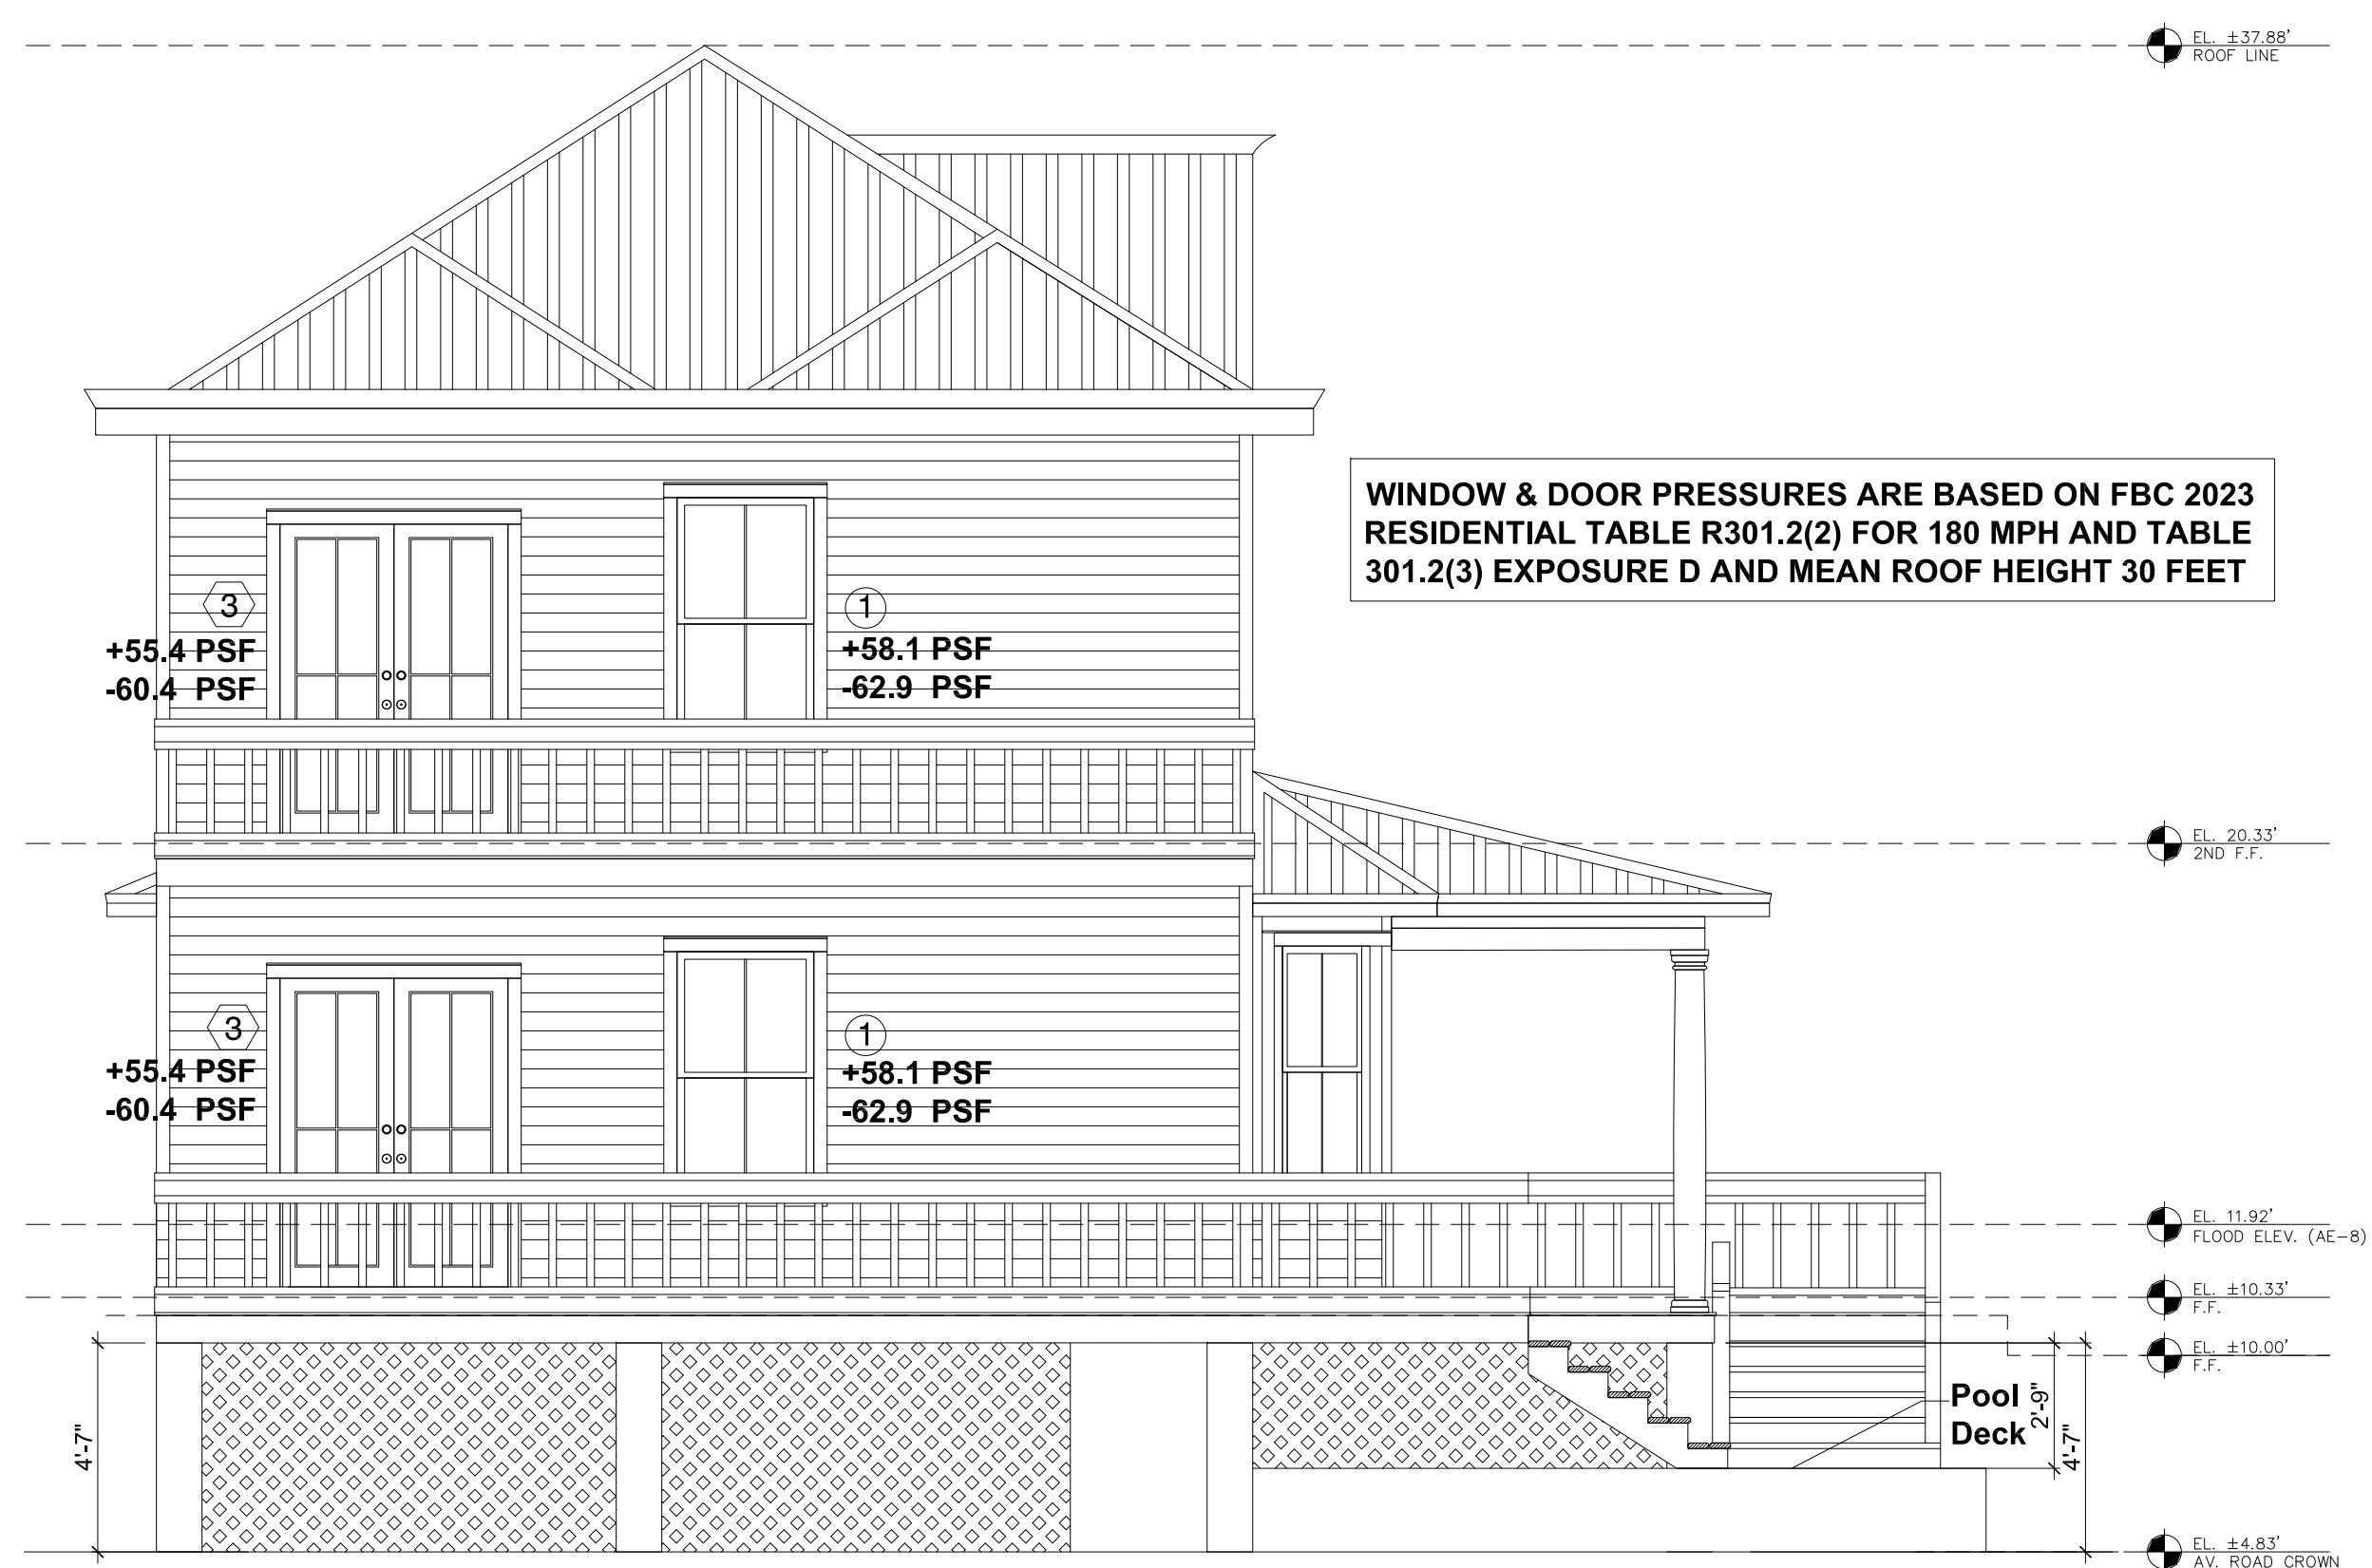 EL. ±37.88'
ROOF LINE
WINDOW & DOOR PRESSURES ARE BASED ON FBC 2023
RESIDENTIAL TABLE R301.2(2) FOR 180 MPH AND TABLE
301.2(3) EXPOSURE D AND MEAN ROOF HEIGHT 30 FEET
3
+55.4 PSF
-60.4 PSF
1
+58.1 PSF
-62.9 PSF
EL. 20.33'
2ND F.F.
3
+55.4 PSF
-60.4 PSF
1
+58.1 PSF
-62.9 PSF
EL. 11.92'
FLOOD ELEV. (AE-8)
EL. ±10.33'
F.F.
EL. ±10.00'
F.F.
4'-7"
Pool
Deck
2'-9"
4'-7"
EL. ±4.83'
AV. ROAD CROWN